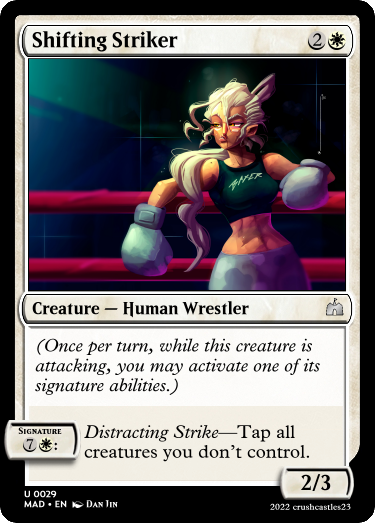 Shifting Striker 2
Creature — Human Wrestler
(Once per turn, while this creature is
attacking, you may activate one of its
signature abilities.)
SIGNATURE
7 :
Distracting Strike—Tap all
creatures you don't control.
2/3
U 0029
MAD • EN DAN JIN
2022 crushcastles23